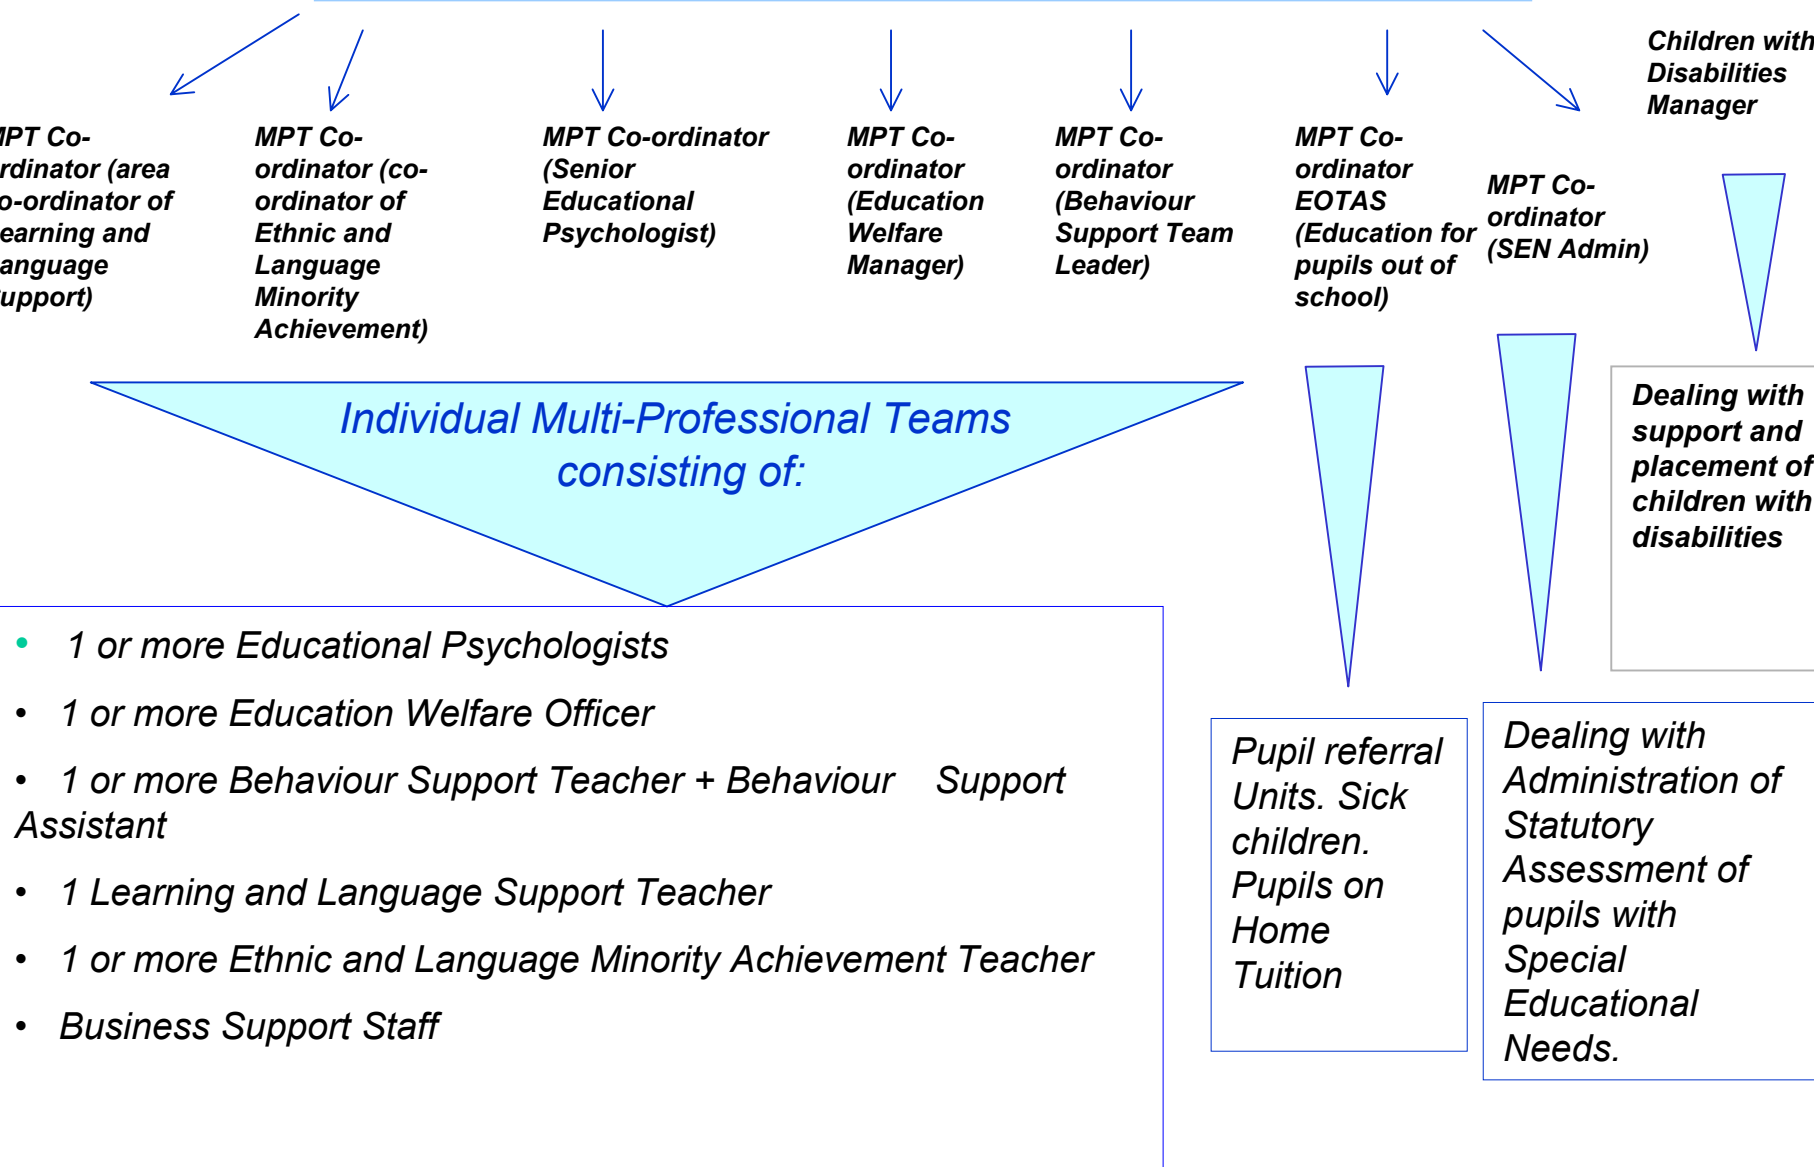 Children with
Disabilities
Manager
MPT Co-
ordinator (area
co-ordinator of
Learning and
Language
Support)
MPT Co-
ordinator (co-
ordinator of
Ethnic and
Language
Minority
Achievement)
MPT Co-ordinator
(Senior
Educational
Psychologist)
MPT Co-
ordinator
(Education
Welfare
Manager)
MPT Co-
ordinator
(Behaviour
Support Team
Leader)
MPT Co-
ordinator
EOTAS
(Education for
pupils out of
school)
MPT Co-
ordinator
(SEN Admin)
Individual Multi-Professional Teams
consisting of:
Dealing with
support and
placement of
children with
disabilities
• 1 or more Educational Psychologists
• 1 or more Education Welfare Officer
• 1 or more Behaviour Support Teacher + Behaviour Support
Assistant
• 1 Learning and Language Support Teacher
• 1 or more Ethnic and Language Minority Achievement Teacher
• Business Support Staff
Pupil referral
Units. Sick
children.
Pupils on
Home
Tuition
Dealing with
Administration of
Statutory
Assessment of
pupils with
Special
Educational
Needs.